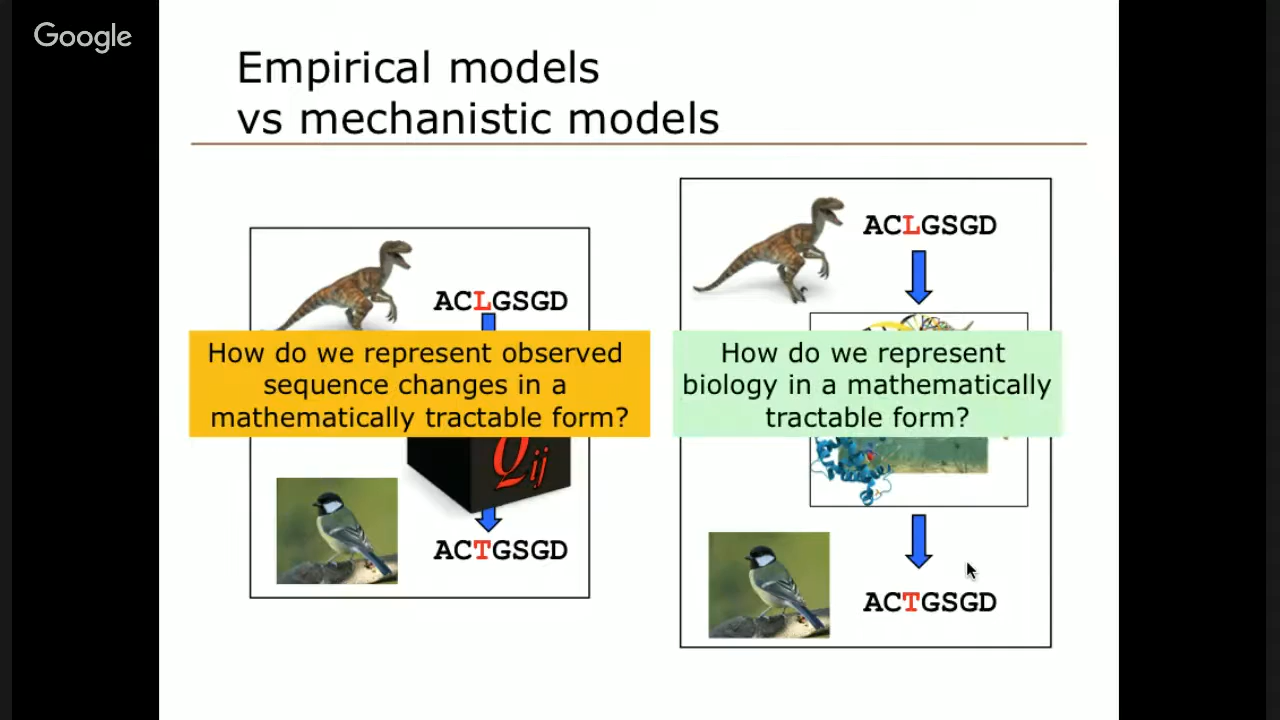 Google
Empirical models
vs mechanistic models
ACLGSGD
How do we represent observed
sequence changes in a
mathematically tractable form?
Qij
ACTGSGD
ACLGSGD
How do we represent
biology in a mathematically
tractable form?
ACTGSGD